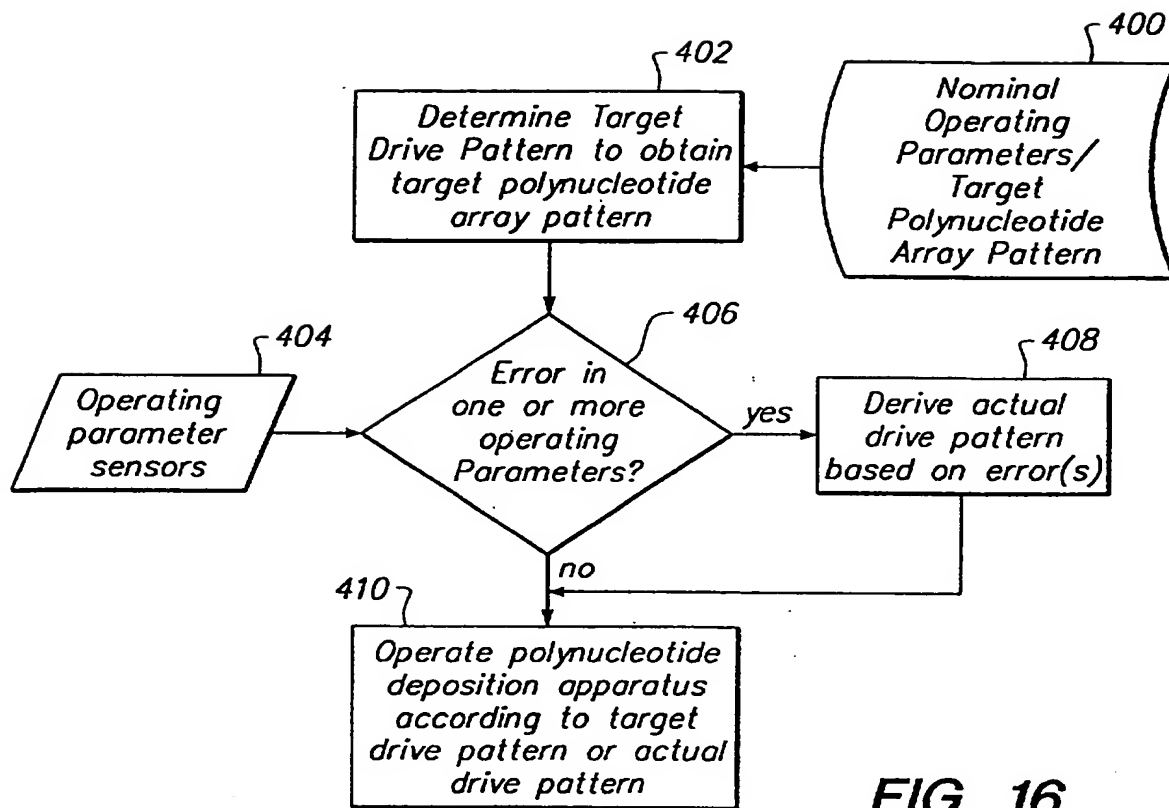 402
Determine Target
Drive Pattern to obtain
target polynucleotide
array pattern
400
Nominal
Operating
Parameters/
Target
Polynucleotide
Array Pattern
404
Operating
parameter
sensors
406
Error in
one or more
operating
Parameters?
yes
408
Derive actual
drive pattern
based on error(s)
no
410
Operate polynucleotide
deposition apparatus
according to target
drive pattern or actual
drive pattern
FIG. 16